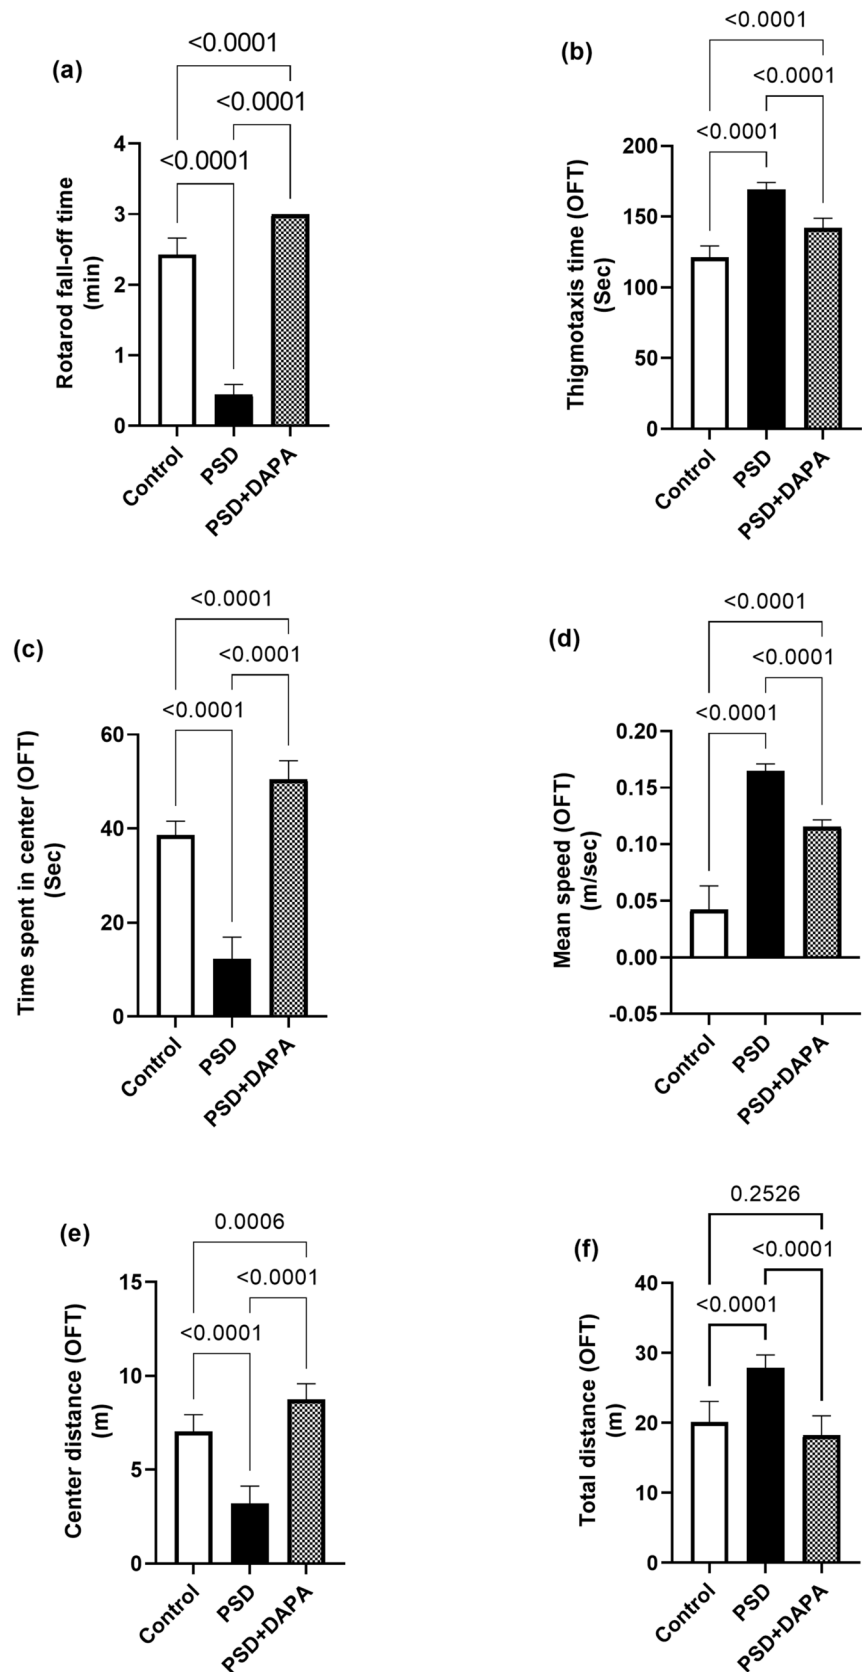 (a)
<0.0001
<0.0001
<0.0001
Rotarod fall-off time
(min)
4
3
2
1
0
Control
PSD
PSD+DAPA
(b)
<0.0001
<0.0001
<0.0001
Thigmotaxis time (OFT)
(Sec)
200
150
100
50
0
Control
PSD
PSD+DAPA
(c)
<0.0001
<0.0001
<0.0001
Time spent in center (OFT)
(Sec)
60
40
20
0
Control
PSD
PSD+DAPA
(d)
<0.0001
<0.0001
<0.0001
Mean speed (OFT)
(m/sec)
0.20
0.15
0.10
0.05
0.00
-0.05
Control
PSD
PSD+DAPA
(e)
0.0006
<0.0001
<0.0001
Center distance (OFT)
(m)
15
10
5
0
Control
PSD
PSD+DAPA
(f)
0.2526
<0.0001
<0.0001
Total distance (OFT)
(m)
40
30
20
10
0
Control
PSD
PSD+DAPA